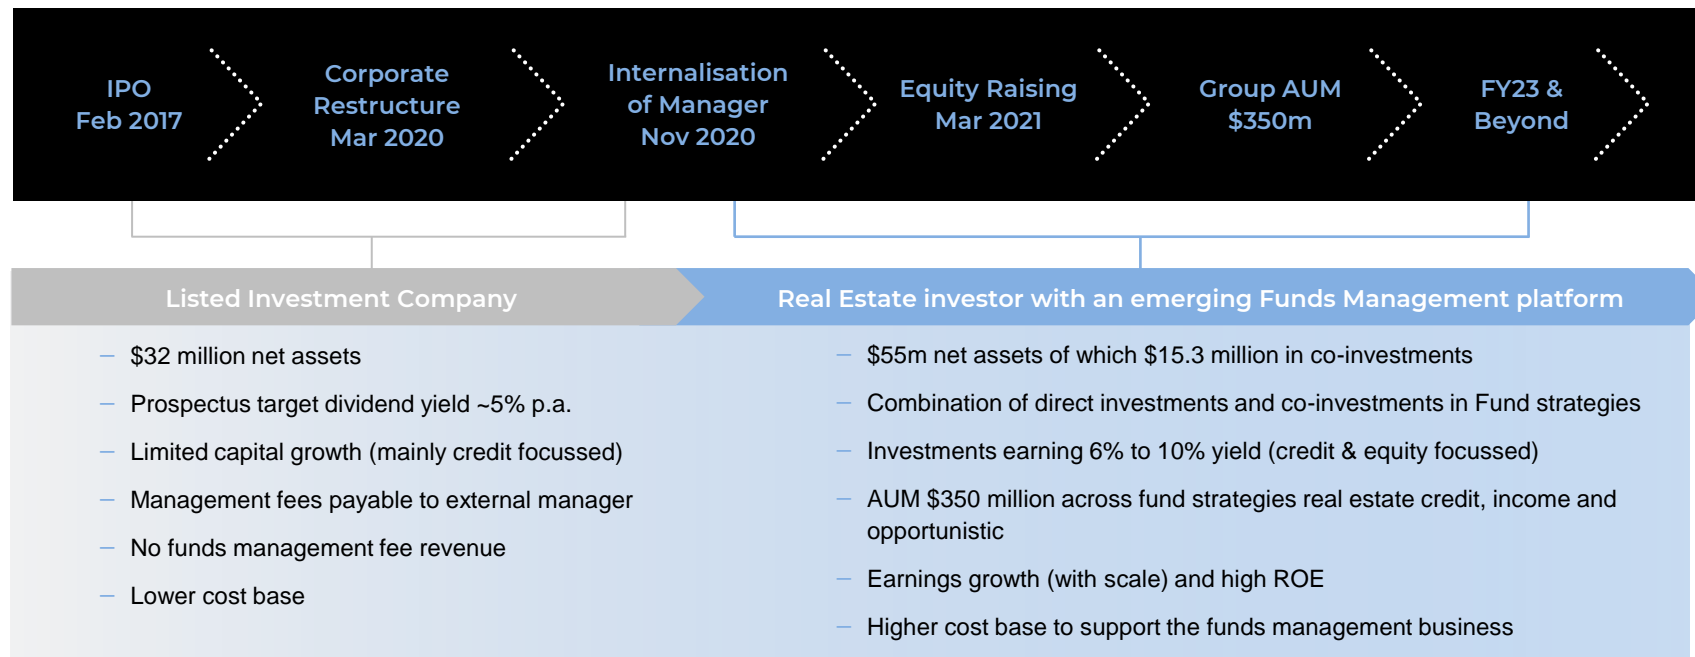 IPO
Feb 2017
Corporate
Restructure
Mar 2020
Internalisation
of Manager
Nov 2020
Equity Raising
Mar 2021
Group AUM
$350m
FY23 &
Beyond
Listed Investment Company
– $32 million net assets
– Prospectus target dividend yield ~5% p.a.
– Limited capital growth (mainly credit focussed)
– Management fees payable to external manager
– No funds management fee revenue
– Lower cost base
Real Estate investor with an emerging Funds Management platform
– $55m net assets of which $15.3 million in co-investments
– Combination of direct investments and co-investments in Fund strategies
– Investments earning 6% to 10% yield (credit & equity focussed)
– AUM $350 million across fund strategies real estate credit, income and
opportunistic
– Earnings growth (with scale) and high ROE
– Higher cost base to support the funds management business